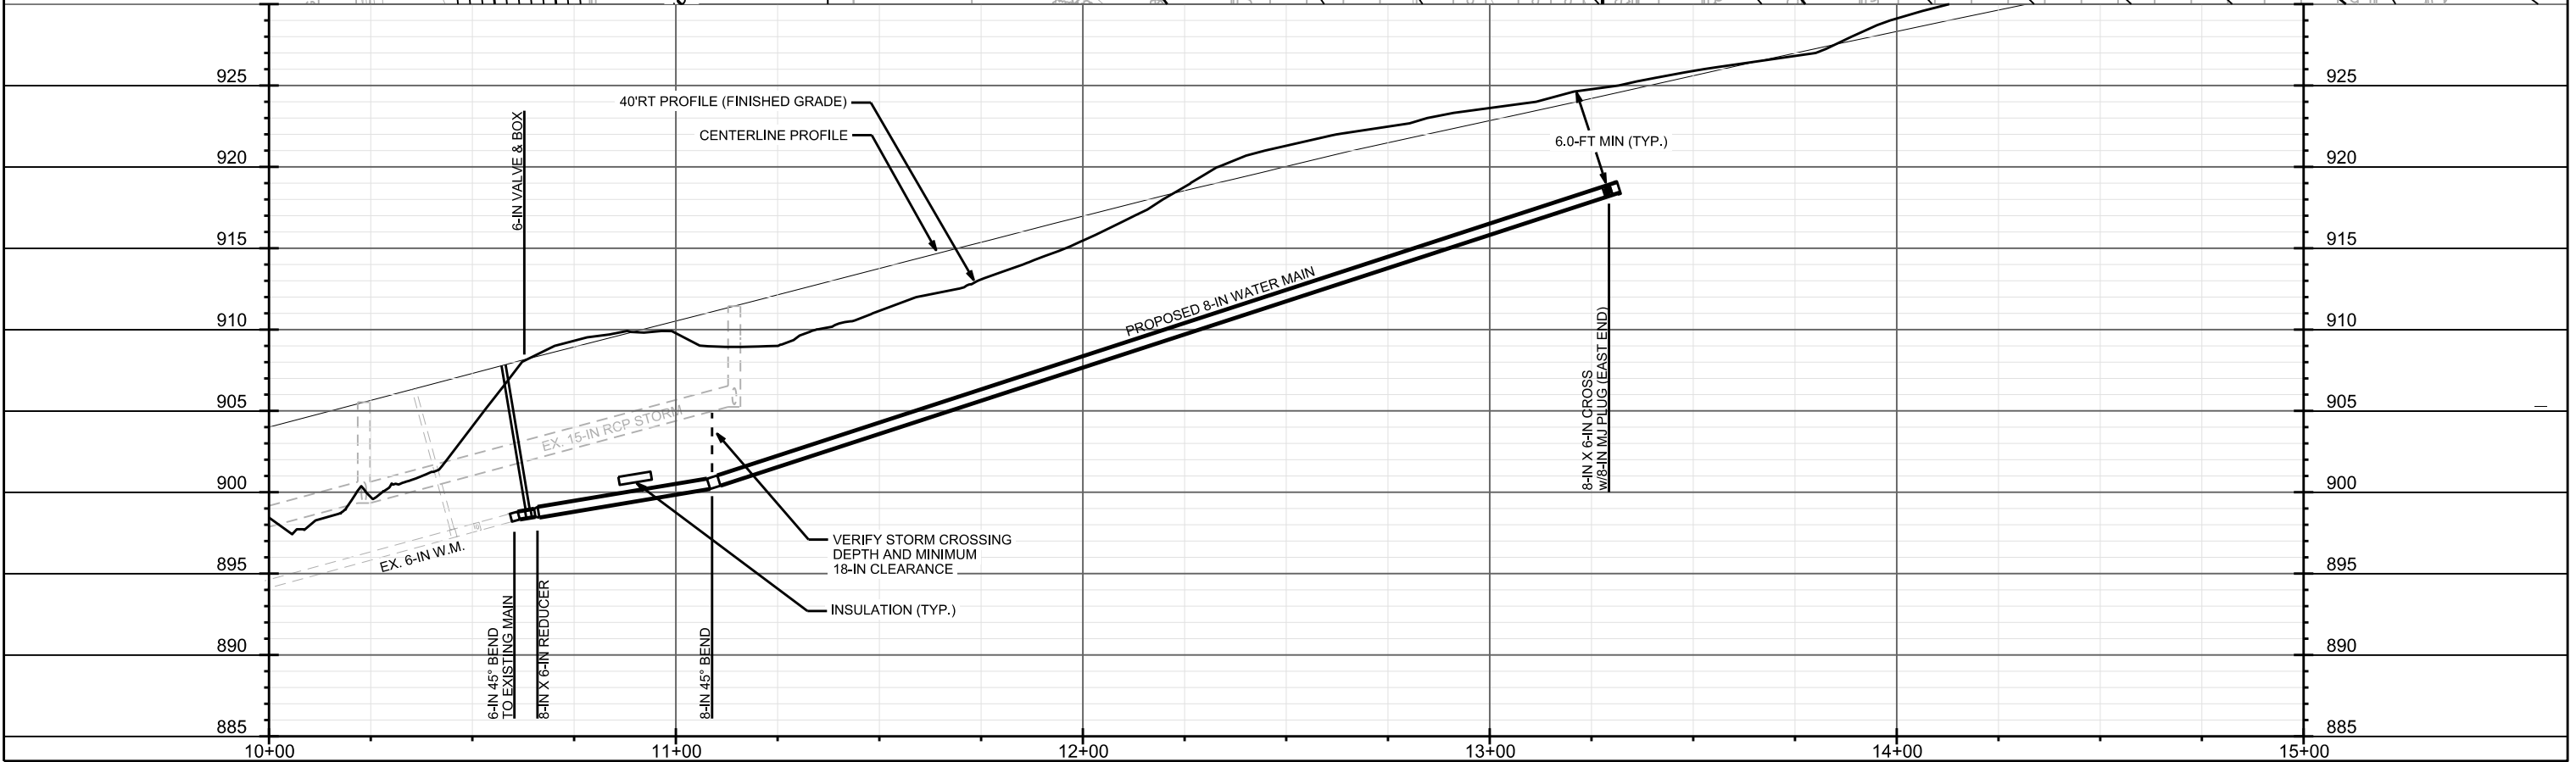 925
920
915
910
905
900
895
890
885
40'RT PROFILE (FINISHED GRADE)
CENTERLINE PROFILE
6-IN VALVE & BOX
6.0-FT MIN (TYP.)
PROPOSED 8-IN WATER MAIN
EX. 15-IN RCP STORM
EX. 6-IN W.M.
VERIFY STORM CROSSING
DEPTH AND MINIMUM
18-IN CLEARANCE
INSULATION (TYP.)
6-IN 45° BEND
TO EXISTING MAIN
8-IN X 6-IN REDUCER
8-IN 45° BEND
8-IN X 6-IN CROSS
w/8-IN MJ PLUG (EAST END)
925
920
915
910
905
900
895
890
885
10+00
11+00
12+00
13+00
14+00
15+00